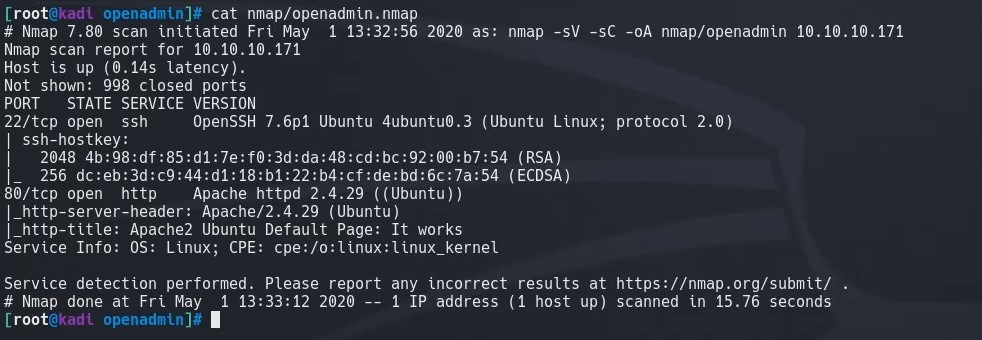 [root@kadi openadmin]# cat nmap/openadmin.nmap
# Nmap 7.80 scan initiated Fri May  1 13:32:56 2020 as: nmap -sV -sC -oA nmap/openadmin 10.10.10.171
Nmap scan report for 10.10.10.171
Host is up (0.14s latency).
Not shown: 998 closed ports
PORT   STATE SERVICE VERSION
22/tcp open  ssh     OpenSSH 7.6p1 Ubuntu 4ubuntu0.3 (Ubuntu Linux; protocol 2.0)
| ssh-hostkey:
|   2048 4b:98:df:85:d1:7e:f0:3d:da:48:cd:bc:92:00:b7:54 (RSA)
|_  256 dc:eb:3d:c9:44:d1:18:b1:22:b4:cf:de:bd:6c:7a:54 (ECDSA)
80/tcp open  http    Apache httpd 2.4.29 ((Ubuntu))
|_http-server-header: Apache/2.4.29 (Ubuntu)
|_http-title: Apache2 Ubuntu Default Page: It works
Service Info: OS: Linux; CPE: cpe:/o:linux:linux_kernel
Service detection performed. Please report any incorrect results at https://nmap.org/submit/ .
# Nmap done at Fri May  1 13:33:12 2020 -- 1 IP address (1 host up) scanned in 15.76 seconds
[root@kadi openadmin]#